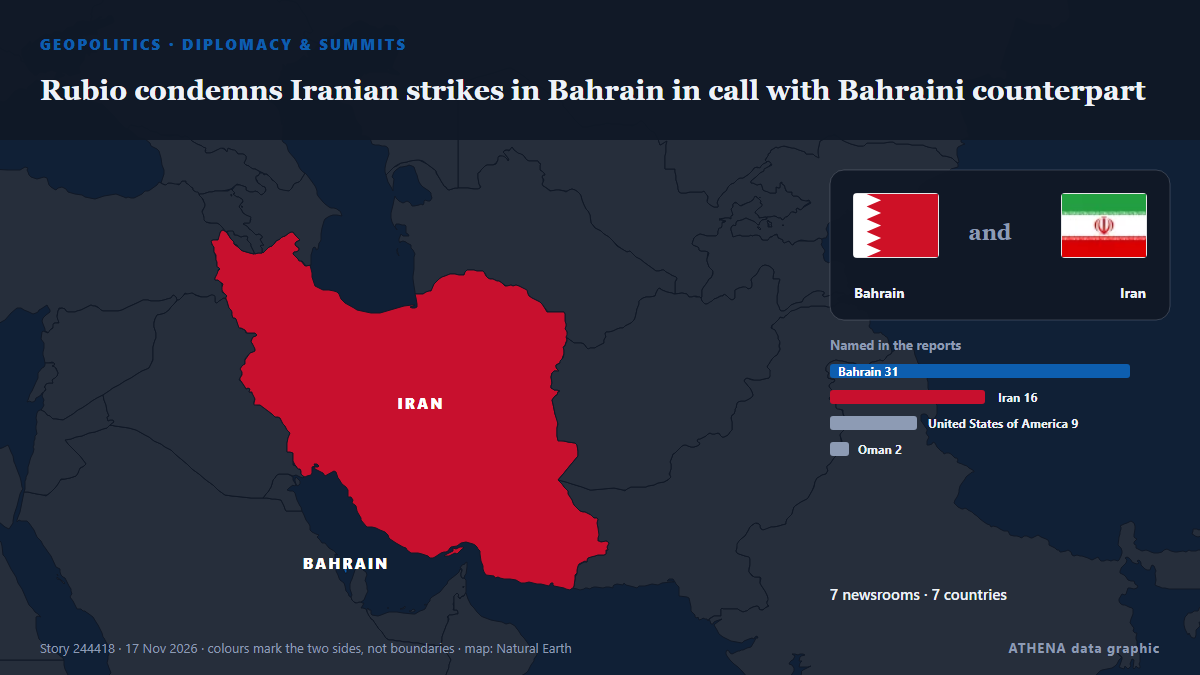 GEOPOLITICS · DIPLOMACY & SUMMITS
Rubio condemns Iranian strikes in Bahrain in call with Bahraini counterpart
and
Bahrain
Iran
Named in the reports
Bahrain 31
Iran 16
United States of America 9
Oman 2
IRAN
BAHRAIN
7 newsrooms · 7 countries
Story 244418 · 17 Nov 2026 · colours mark the two sides, not boundaries · map: Natural Earth
ATHENA data graphic